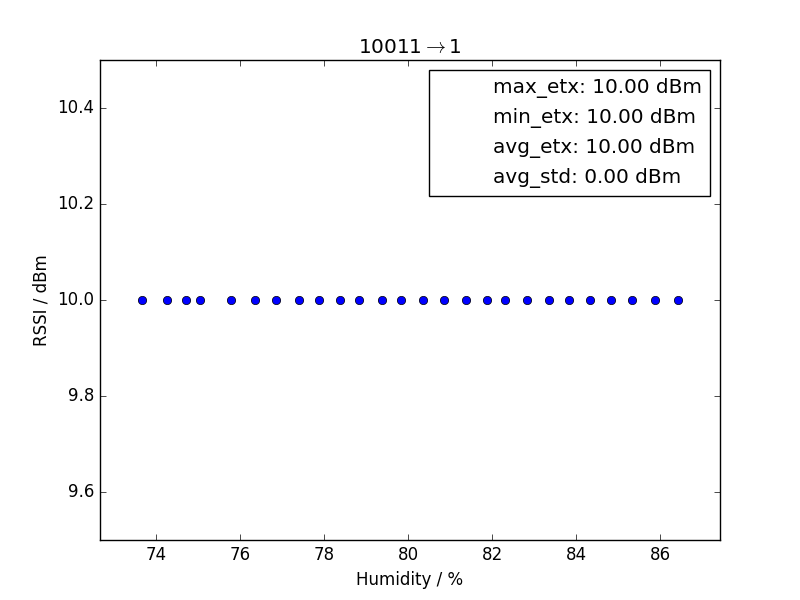 10011→1
max_etx: 10.00 dBm
min_etx: 10.00 dBm
avg_etx: 10.00 dBm
avg_std: 0.00 dBm
RSSI / dBm
10.4
10.2
10.0
9.8
9.6
74 76 78 80 82 84 86
Humidity / %